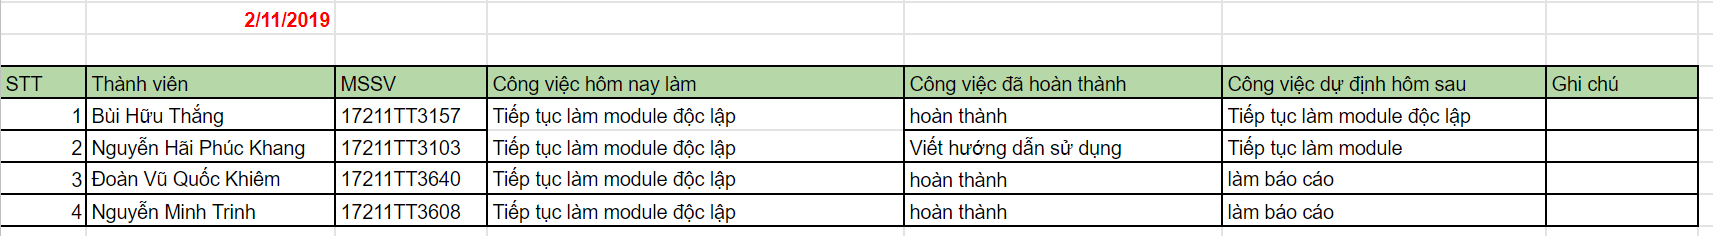 2/11/2019
STT Thành viên MSSV Công việc hôm nay làm Công việc đã hoàn thành Công việc dự định hôm sau Ghi chú
1 Bùi Hữu Thắng 17211TT3157 Tiếp tục làm module độc lập hoàn thành Tiếp tục làm module độc lập
2 Nguyễn Hãi Phúc Khang 17211TT3103 Tiếp tục làm module độc lập Viết hướng dẫn sử dụng Tiếp tục làm module
3 Đoàn Vũ Quốc Khiêm 17211TT3640 Tiếp tục làm module độc lập hoàn thành làm báo cáo
4 Nguyễn Minh Trinh 17211TT3608 Tiếp tục làm module độc lập hoàn thành làm báo cáo